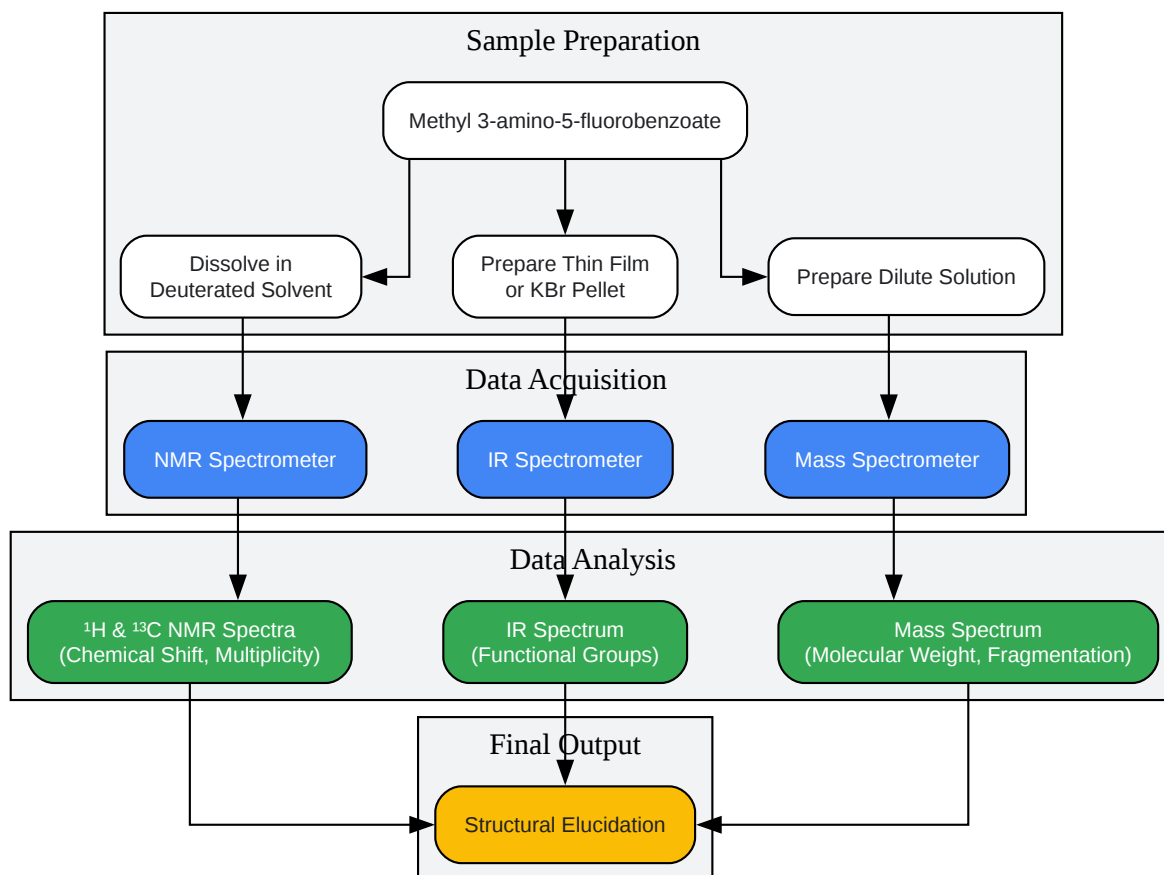 Sample Preparation
Methyl 3-amino-5-fluorobenzoate
Dissolve in
Deuterated Solvent
Prepare Thin Film
or KBr Pellet
Prepare Dilute Solution
Data Acquisition
NMR Spectrometer
IR Spectrometer
Mass Spectrometer
Data Analysis
¹H & ¹³C NMR Spectra
(Chemical Shift, Multiplicity)
IR Spectrum
(Functional Groups)
Mass Spectrum
(Molecular Weight, Fragmentation)
Final Output
Structural Elucidation